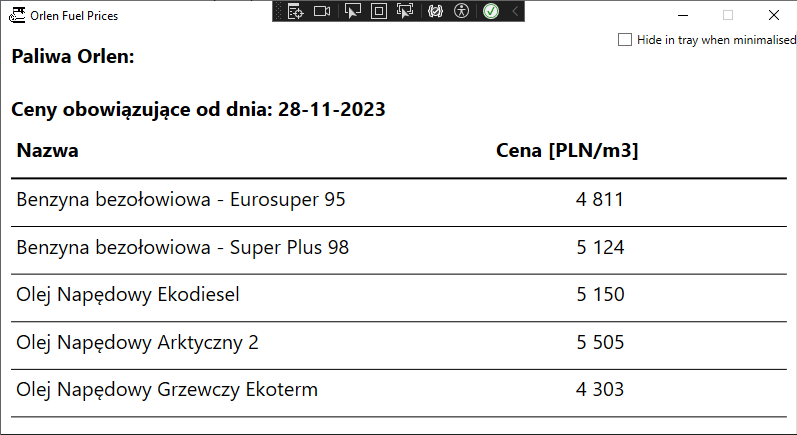 Orlen Fuel Prices
Hide in tray when minimalised
Paliwa Orlen:
Ceny obowiązujące od dnia: 28-11-2023
Nazwa Cena [PLN/m3]
Benzyna bezołowiowa - Eurosuper 95 4 811
Benzyna bezołowiowa - Super Plus 98 5 124
Olej Napędowy Ekodiesel 5 150
Olej Napędowy Arktyczny 2 5 505
Olej Napędowy Grzewczy Ekoterm 4 303